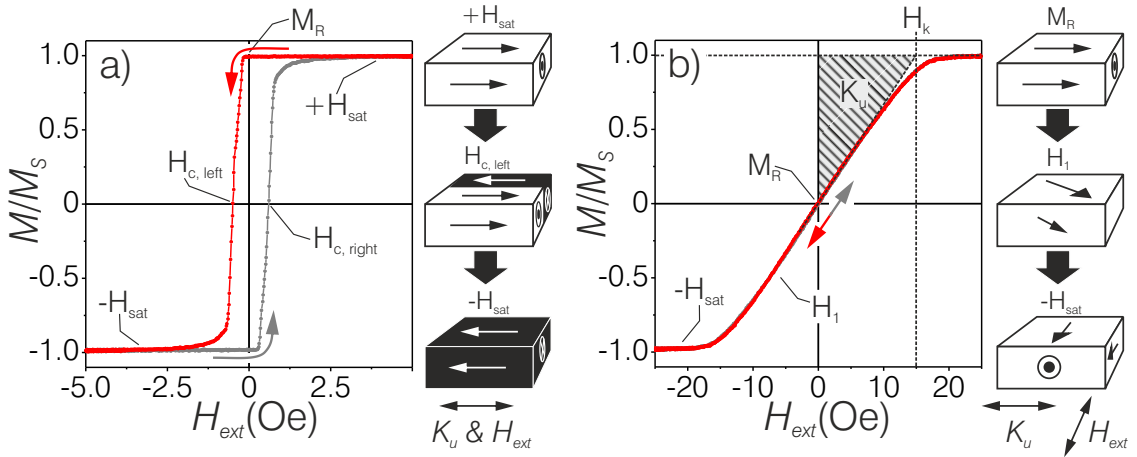 a)
M/M_S
1.0
0.5
0
-0.5
-1.0
M_R
+H_sat
H_c, left
H_c, right
-H_sat
-5.0 -2.5 0 2.5
H_ext(Oe)
+H_sat
H_c, left
-H_sat
K_u & H_ext
b)
M/M_S
1.0
0.5
0
-0.5
-1.0
H_k
K_u
M_R
-H_sat
H_1
-20 -10 0 10 20
H_ext(Oe)
M_R
H_1
-H_sat
K_u H_ext